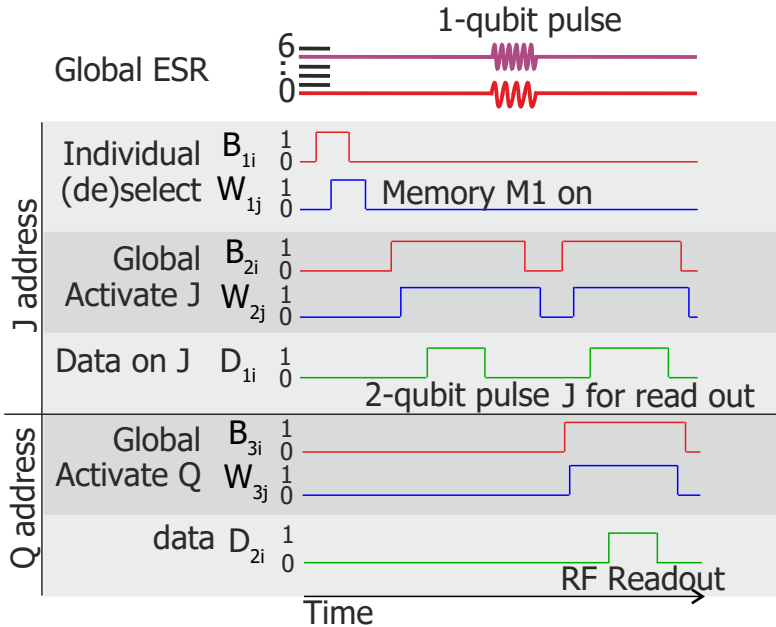 1-qubit pulse
Global ESR
6
:
0
J address
Individual
(de)select
B1i
1
0
W1j
1
0
Memory M1 on
Global
Activate J
B2i
1
0
W2j
1
0
Data on J
D1i
1
0
2-qubit pulse
J for read out
Q address
Global
Activate Q
B3i
1
0
W3j
1
0
data
D2i
1
0
RF Readout
Time